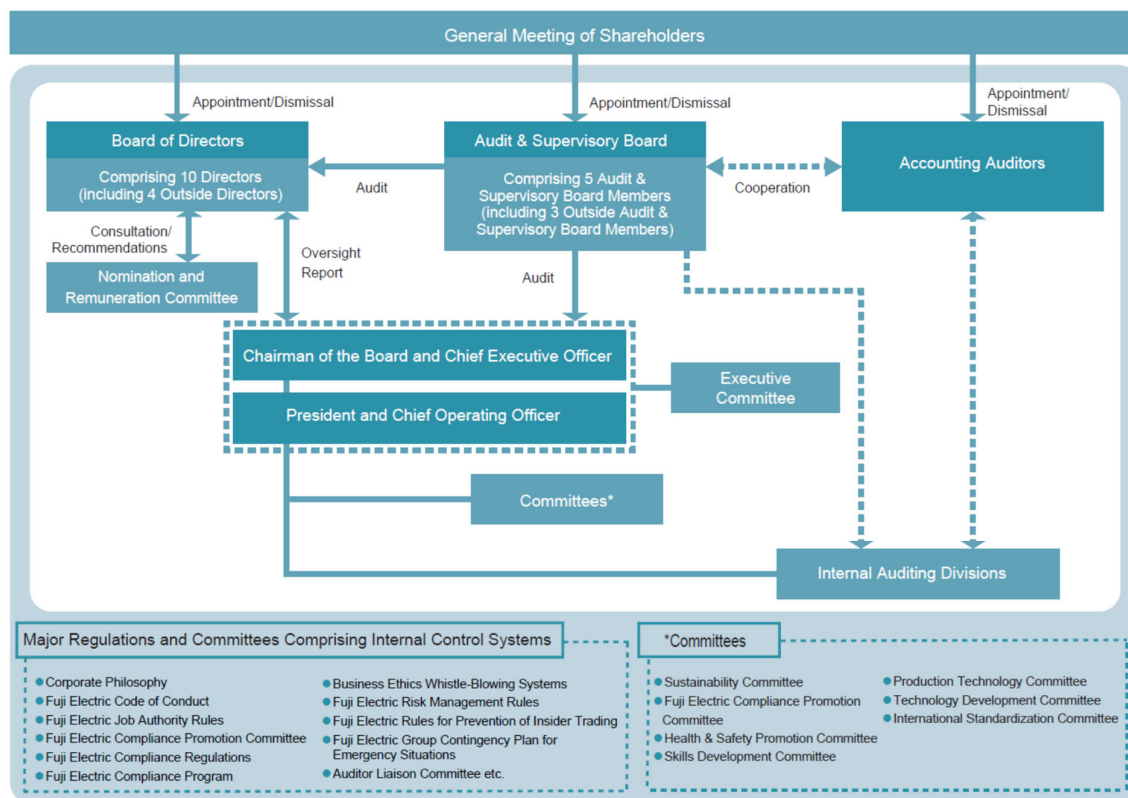 General Meeting of Shareholders
Appointment/Dismissal
Appointment/Dismissal
Appointment/
Dismissal
Board of Directors
Comprising 10 Directors
(including 4 Outside Directors)
Audit
Audit & Supervisory Board
Comprising 5 Audit &
Supervisory Board Members
(including 3 Outside Audit &
Supervisory Board Members)
Cooperation
Accounting Auditors
Consultation/
Recommendations
Nomination and
Remuneration Committee
Oversight
Report
Audit
Chairman of the Board and Chief Executive Officer
President and Chief Operating Officer
Executive
Committee
Committees*
Internal Auditing Divisions
Major Regulations and Committees Comprising Internal Control Systems
● Corporate Philosophy
● Fuji Electric Code of Conduct
● Fuji Electric Job Authority Rules
● Fuji Electric Compliance Promotion Committee
● Fuji Electric Compliance Regulations
● Fuji Electric Compliance Program
● Business Ethics Whistle-Blowing Systems
● Fuji Electric Risk Management Rules
● Fuji Electric Rules for Prevention of Insider Trading
● Fuji Electric Group Contingency Plan for
Emergency Situations
● Auditor Liaison Committee etc.
*Committees
● Sustainability Committee
● Fuji Electric Compliance Promotion
Committee
● Health & Safety Promotion Committee
● Skills Development Committee
● Production Technology Committee
● Technology Development Committee
● International Standardization Committee